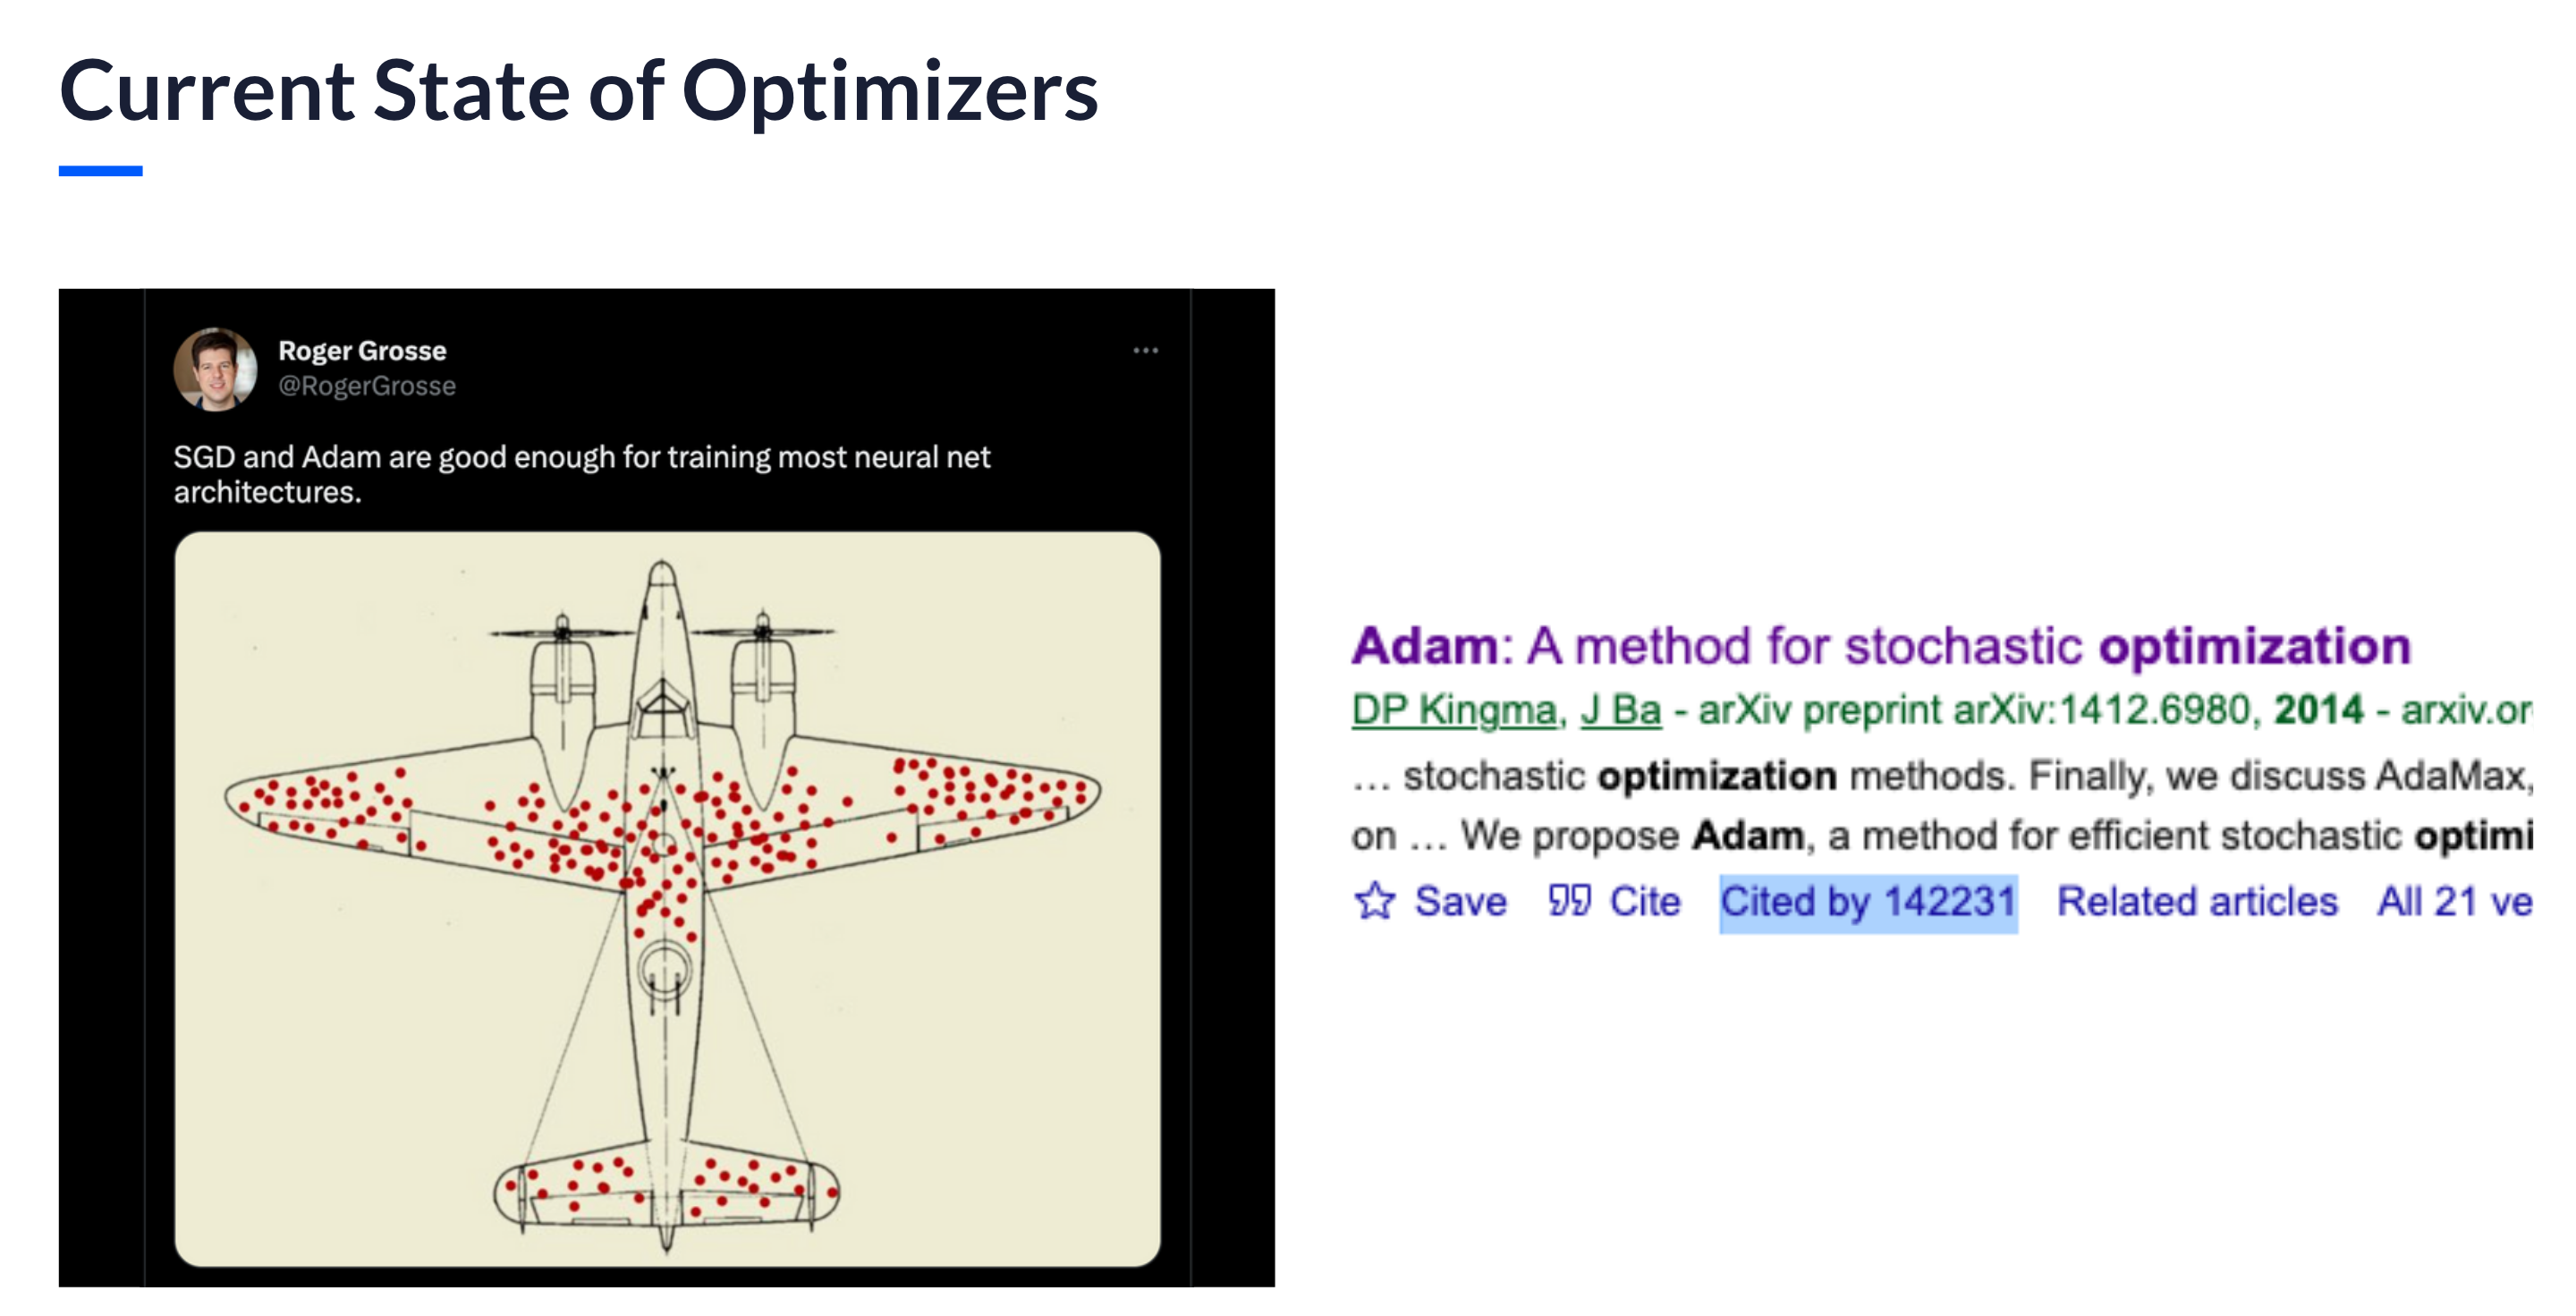 Current State of Optimizers
Roger Grosse
@RogerGrosse
SGD and Adam are good enough for training most neural net
architectures.
Adam: A method for stochastic optimization
DP Kingma, J Ba - arXiv preprint arXiv:1412.6980, 2014 - arxiv.or
… stochastic optimization methods. Finally, we discuss AdaMax,
on … We propose Adam, a method for efficient stochastic optimi
Save Cite Cited by 142231 Related articles All 21 ve